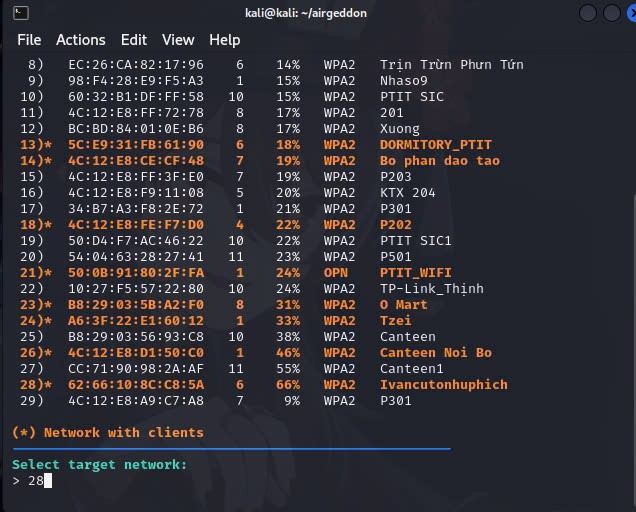 kali@kali: ~/airgeddon
File Actions Edit View Help
8) EC:26:CA:82:17:96 6 14% WPA2 Trịn Trừn Phưn Tứn
9) 98:F4:28:E9:F5:A3 1 15% WPA2 Nhaso9
10) 60:32:B1:DF:FF:58 10 15% WPA2 PTIT SIC
11) 4C:12:E8:FF:72:78 8 17% WPA2 201
12) BC:BD:84:01:0E:B6 8 17% WPA2 Xuong
13)* 5C:E9:31:FB:61:90 6 18% WPA2 DORMITORY_PTIT
14)* 4C:12:E8:CE:CF:48 7 19% WPA2 Bo phan dao tao
15) 4C:12:E8:FF:3F:E0 7 19% WPA2 P203
16) 4C:12:E8:F9:11:08 5 20% WPA2 KTX 204
17) 34:B7:A3:F8:2E:72 1 21% WPA2 P301
18)* 4C:12:E8:FE:F7:D0 4 22% WPA2 P202
19) 50:D4:F7:AC:46:22 10 22% WPA2 PTIT SIC1
20) 54:04:63:28:27:41 11 23% WPA2 P501
21)* 50:0B:91:80:2F:FA 1 24% OPN PTIT_WIFI
22) 10:27:F5:57:22:80 10 24% WPA2 TP-Link_Thịnh
23)* B8:29:03:5B:A2:F0 8 31% WPA2 O Mart
24)* A6:3F:22:E1:60:12 1 33% WPA2 Tzei
25) B8:29:03:56:93:C8 10 38% WPA2 Canteen
26)* 4C:12:E8:D1:50:C0 1 46% WPA2 Canteen Noi Bo
27) CC:71:90:98:2A:AF 11 55% WPA2 Canteen1
28)* 62:66:10:8C:C8:5A 6 66% WPA2 Ivancutonhuphich
29) 4C:12:E8:A9:C7:A8 7 9% WPA2 P301
(*) Network with clients
Select target network:
> 28